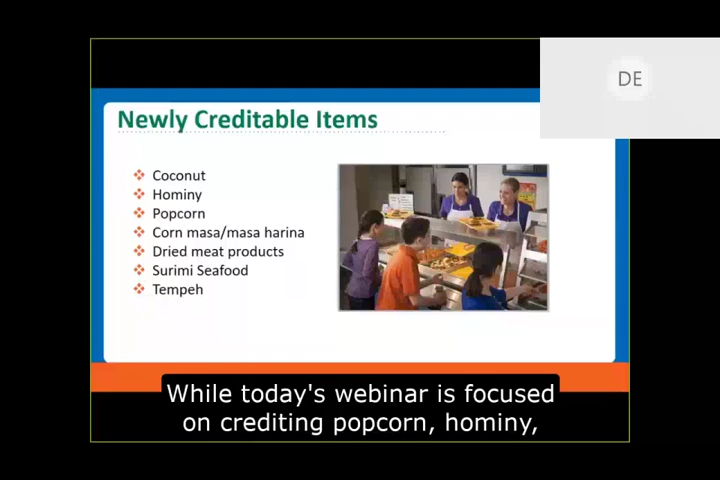 DE
Newly Creditable Items
Coconut
Hominy
Popcorn
Corn masa/masa harina
Dried meat products
Surimi Seafood
Tempeh
While today's webinar is focused
on crediting popcorn, hominy,